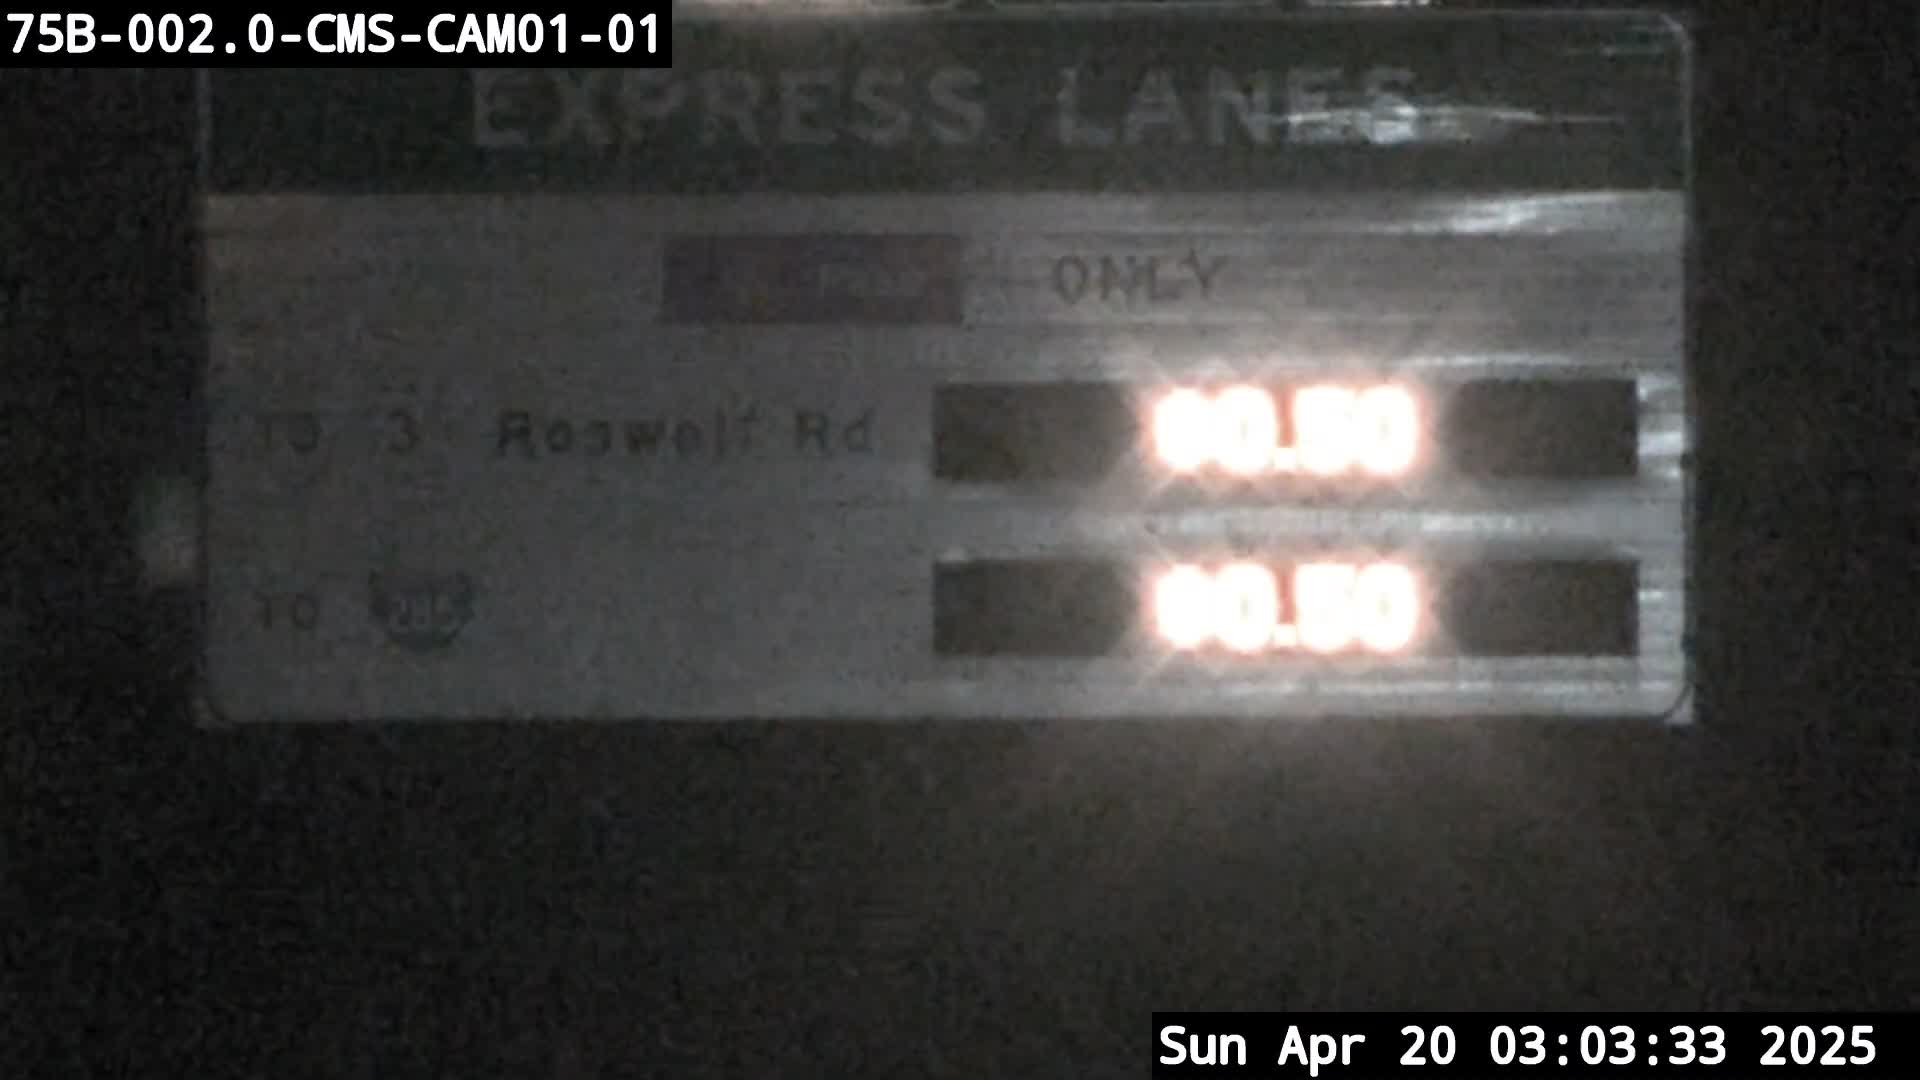 75B-002.0-CMS-CAM01-01
EXPRESS LANES
ONLY
TO 3 Roswell Rd $0.50
TO $0.50
Sun Apr 20 03:03:33 2025